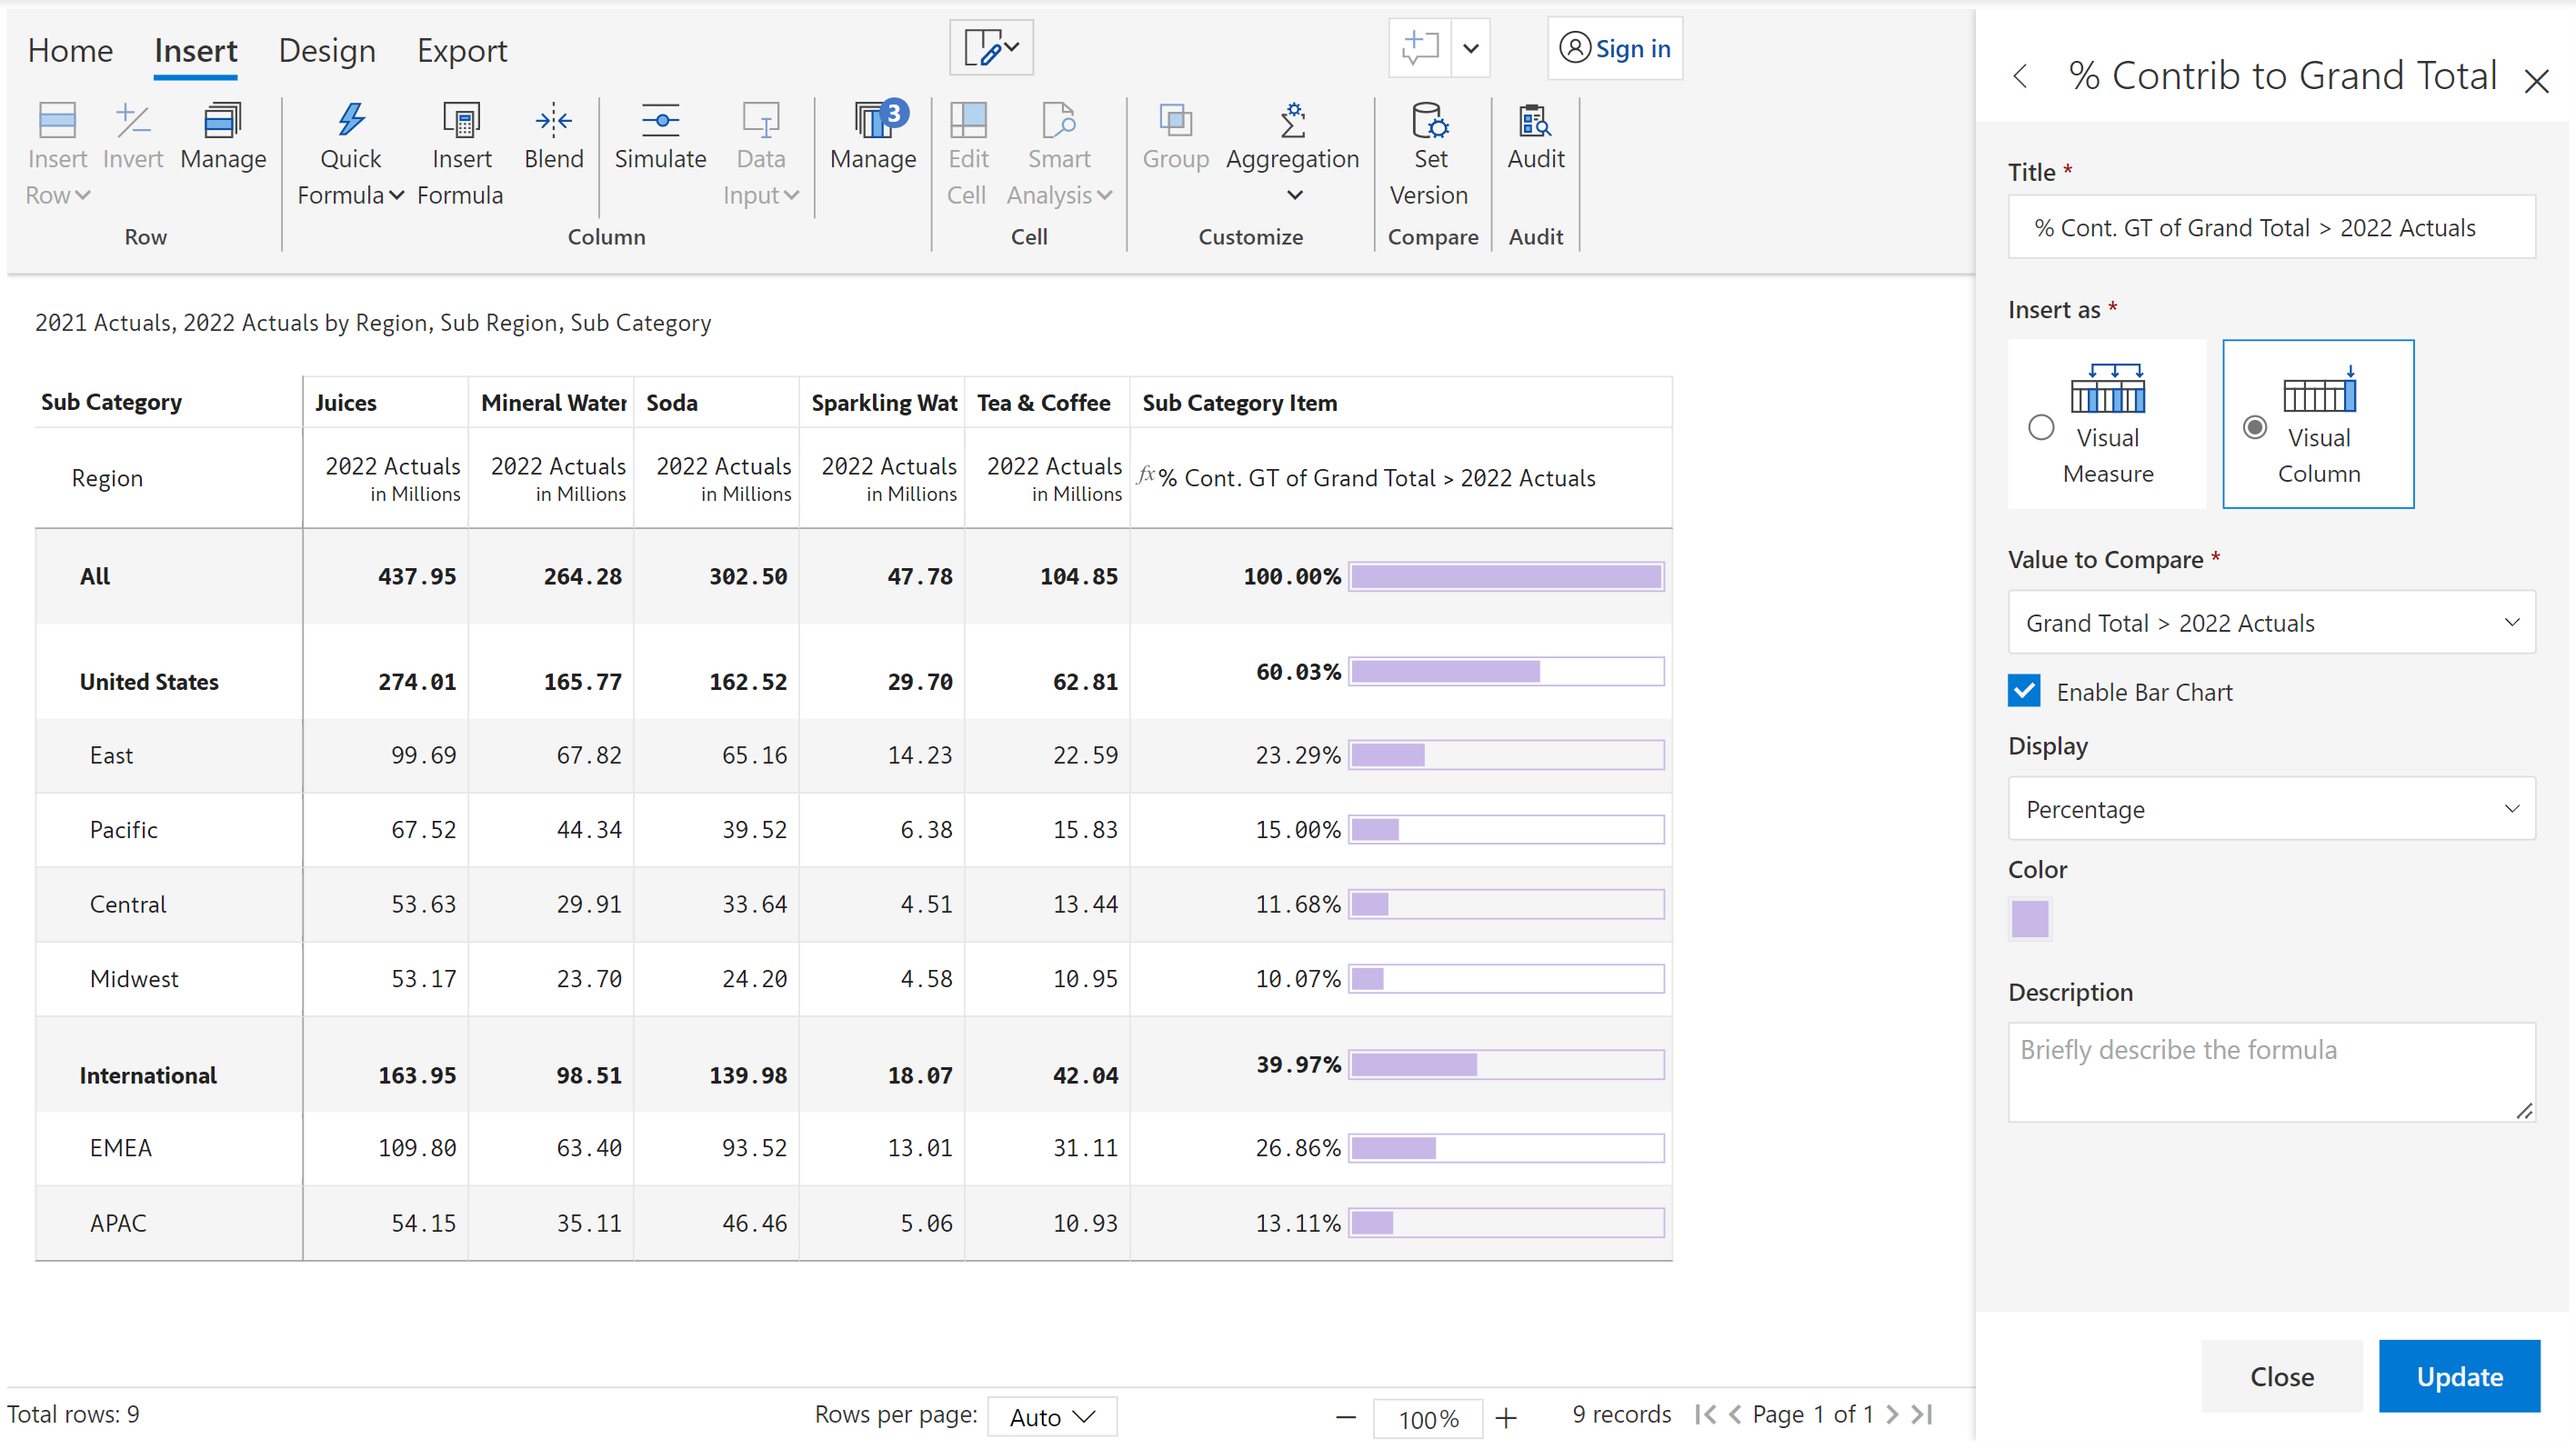 Home Insert Design Export
Sign in
Insert Row
Invert
Manage
Row
Quick Formula
Insert Formula
Blend
Simulate
Data Input
Manage
3
Column
Edit Cell
Smart Analysis
Cell
Group
Aggregation
Customize
Set Version
Compare
Audit
Audit
2021 Actuals, 2022 Actuals by Region, Sub Region, Sub Category
Sub Category Juices Mineral Water Soda Sparkling Wat Tea & Coffee Sub Category Item
Region 2022 Actuals 2022 Actuals 2022 Actuals 2022 Actuals 2022 Actuals fx % Cont. GT of Grand Total > 2022 Actuals
in Millions in Millions in Millions in Millions in Millions
All 437.95 264.28 302.50 47.78 104.85 100.00%
United States 274.01 165.77 162.52 29.70 62.81 60.03%
East 99.69 67.82 65.16 14.23 22.59 23.29%
Pacific 67.52 44.34 39.52 6.38 15.83 15.00%
Central 53.63 29.91 33.64 4.51 13.44 11.68%
Midwest 53.17 23.70 24.20 4.58 10.95 10.07%
International 163.95 98.51 139.98 18.07 42.04 39.97%
EMEA 109.80 63.40 93.52 13.01 31.11 26.86%
APAC 54.15 35.11 46.46 5.06 10.93 13.11%
Total rows: 9
Rows per page: Auto
100%
9 records
Page 1 of 1
% Contrib to Grand Total
Title *
% Cont. GT of Grand Total > 2022 Actuals
Insert as *
Visual Measure
Visual Column
Value to Compare *
Grand Total > 2022 Actuals
Enable Bar Chart
Display
Percentage
Color
Description
Briefly describe the formula
Close
Update